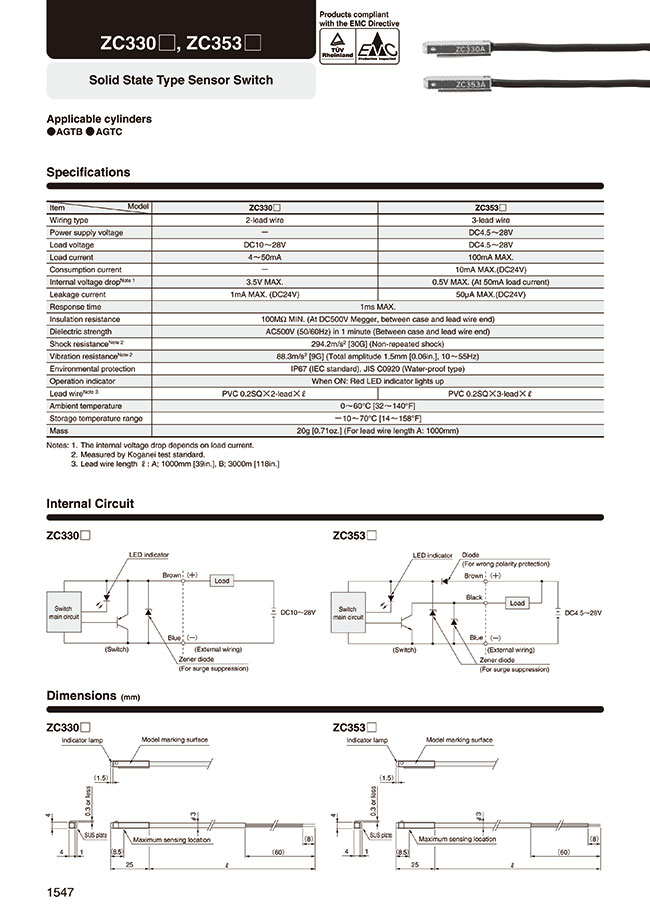 ZC330□, ZC353□
Products compliant
with the EMC Directive
TÜV
Rheinland
EMC
Production Inspected
ZC330A
ZC353A
Solid State Type Sensor Switch
Applicable cylinders
●AGTB ●AGTC
Specifications
Item Model ZC330□ ZC353□
Wiring type 2-lead wire 3-lead wire
Power supply voltage － DC4.5～28V
Load voltage DC10～28V DC4.5～28V
Load current 4～50mA 100mA MAX.
Consumption current － 10mA MAX.(DC24V)
Internal voltage drop Note 1 3.5V MAX. 0.5V MAX. (At 50mA load current)
Leakage current 1mA MAX. (DC24V) 50μA MAX.(DC24V)
Response time 1ms MAX.
Insulation resistance 100MΩ MIN. (At DC500V Megger, between case and lead wire end)
Dielectric strength AC500V (50/60Hz) in 1 minute (Between case and lead wire end)
Shock resistance Note 2 294.2m/s² [30G] (Non-repeated shock)
Vibration resistance Note 2 88.3m/s² [9G] (Total amplitude 1.5mm [0.06in.], 10～55Hz)
Environmental protection IP67 (IEC standard), JIS C0920 (Water-proof type)
Operation indicator When ON: Red LED indicator lights up
Lead wire Note 3 PVC 0.2SQ×2-lead×ℓ PVC 0.2SQ×3-lead×ℓ
Ambient temperature 0～60°C [32～140°F]
Storage temperature range －10～70°C [14～158°F]
Mass 20g [0.71oz.] (For lead wire length A: 1000mm)
Notes: 1. The internal voltage drop depends on load current.
2. Measured by Koganei test standard.
3. Lead wire length ℓ : A; 1000mm [39in.], B; 3000m [118in.]
Internal Circuit
ZC330□
LED indicator
Brown (＋)
Load
Switch
main circuit
DC10～28V
Blue (－)
(Switch) (External wiring)
Zener diode
(For surge suppression)
ZC353□
LED indicator Diode
(For wrong polarity protection)
Brown (＋)
Black
Load
Switch
main circuit
DC4.5～28V
Blue (－)
(Switch) (External wiring)
Zener diode
(For surge suppression)
Dimensions (mm)
ZC330□
Indicator lamp Model marking surface
(1.5)
0.3 or less
4
φ3
SUS plate
Maximum sensing location
(8)
4 1 (8.5) (60)
25 ℓ
ZC353□
Indicator lamp Model marking surface
(1.5)
0.3 or less
4
φ3
SUS plate
Maximum sensing location
(8)
4 1 (8.5) (60)
25 ℓ
1547